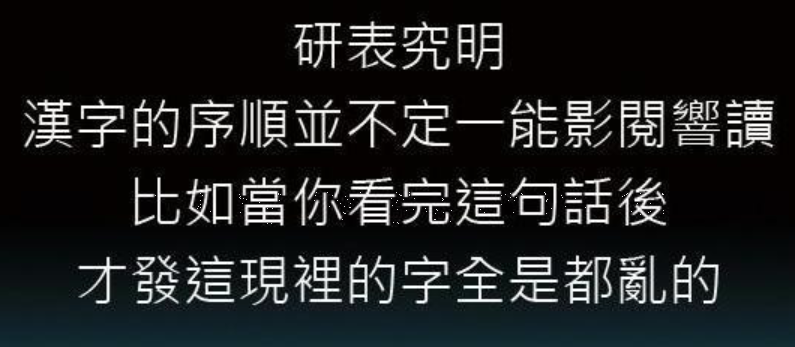 研表究明
漢字的序順並不定一能影閱響讀
比如當你看完這句話後
才發這現裡的字全是都亂的